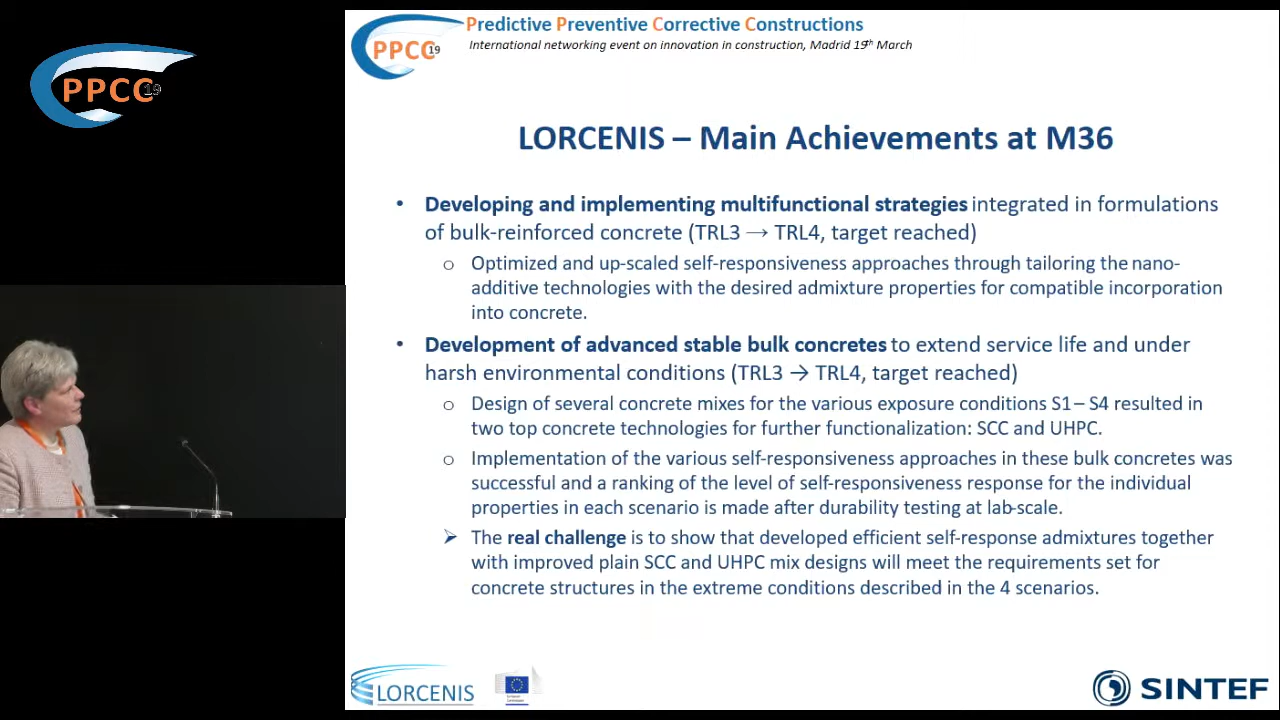 PPCC 19
PPCC 19
Predictive Preventive Corrective Constructions
International networking event on innovation in construction, Madrid 19th March
LORCENIS – Main Achievements at M36
• Developing and implementing multifunctional strategies integrated in formulations
of bulk-reinforced concrete (TRL3 → TRL4, target reached)
o Optimized and up-scaled self-responsiveness approaches through tailoring the nano-
additive technologies with the desired admixture properties for compatible incorporation
into concrete.
• Development of advanced stable bulk concretes to extend service life and under
harsh environmental conditions (TRL3 → TRL4, target reached)
o Design of several concrete mixes for the various exposure conditions S1 – S4 resulted in
two top concrete technologies for further functionalization: SCC and UHPC.
o Implementation of the various self-responsiveness approaches in these bulk concretes was
successful and a ranking of the level of self-responsiveness response for the individual
properties in each scenario is made after durability testing at lab-scale.
➢ The real challenge is to show that developed efficient self-response admixtures together
with improved plain SCC and UHPC mix designs will meet the requirements set for
concrete structures in the extreme conditions described in the 4 scenarios.
LORCENIS
SINTEF